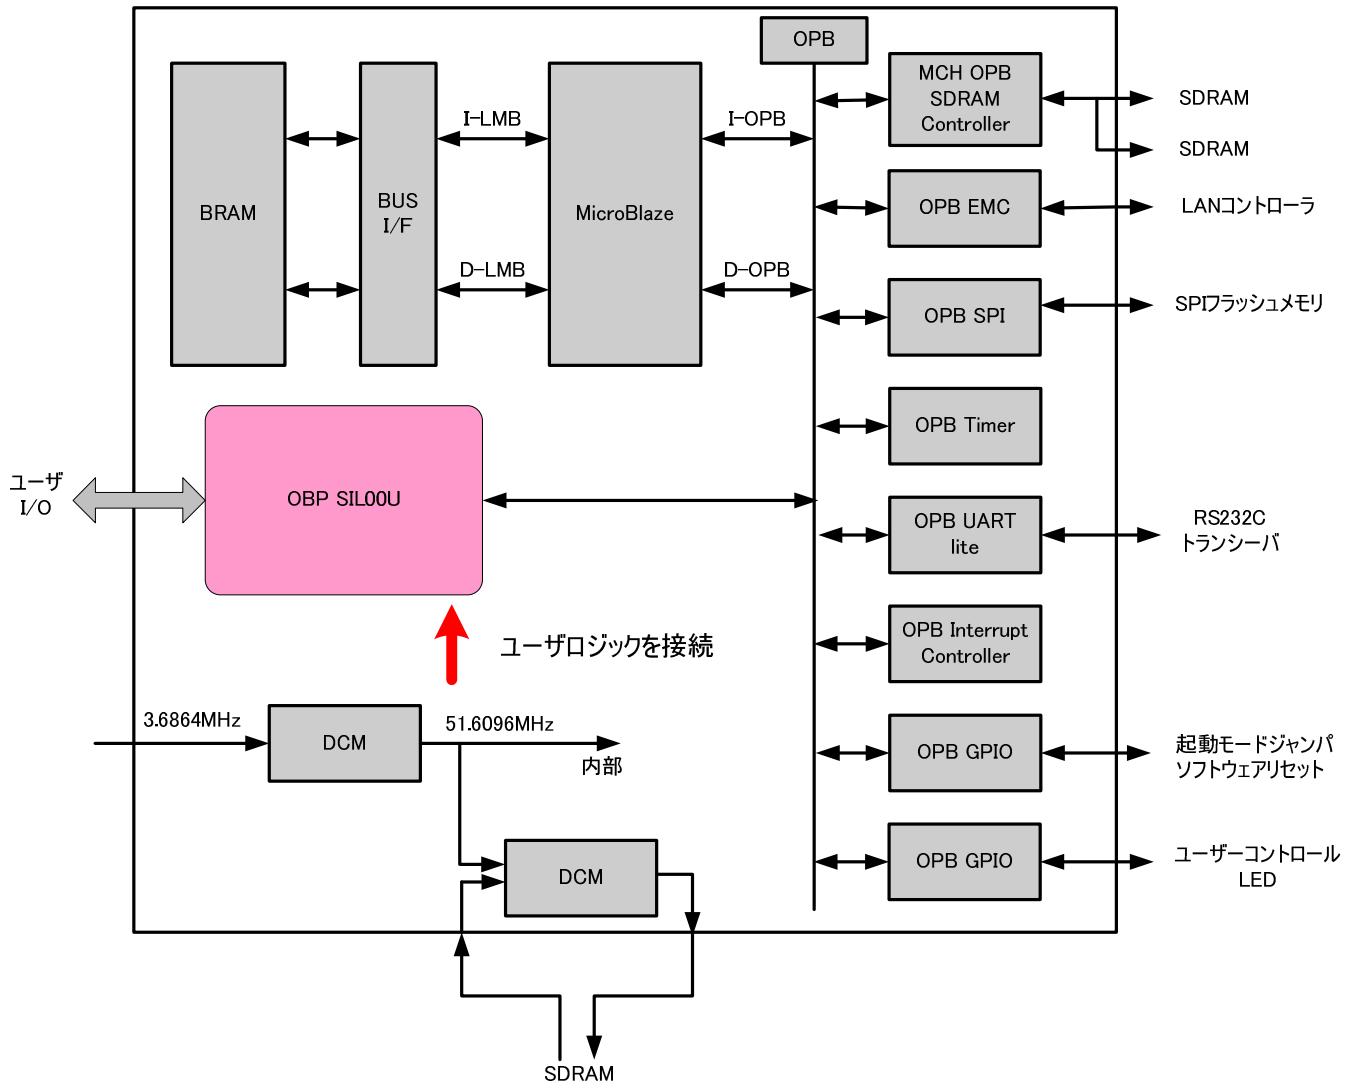 OPB
MCH OPB
SDRAM
Controller
SDRAM
SDRAM
I-LMB
I-OPB
BRAM
BUS
I/F
MicroBlaze
OPB EMC
LANコントローラ
D-LMB
D-OPB
OPB SPI
SPIフラッシュメモリ
OPB Timer
ユーザ
I/O
OBP SIL00U
OPB UART
lite
RS232C
トランシーバ
ユーザロジックを接続
OPB Interrupt
Controller
3.6864MHz
DCM
51.6096MHz
内部
OPB GPIO
起動モードジャンパ
ソフトウェアリセット
DCM
OPB GPIO
ユーザーコントロール
LED
SDRAM